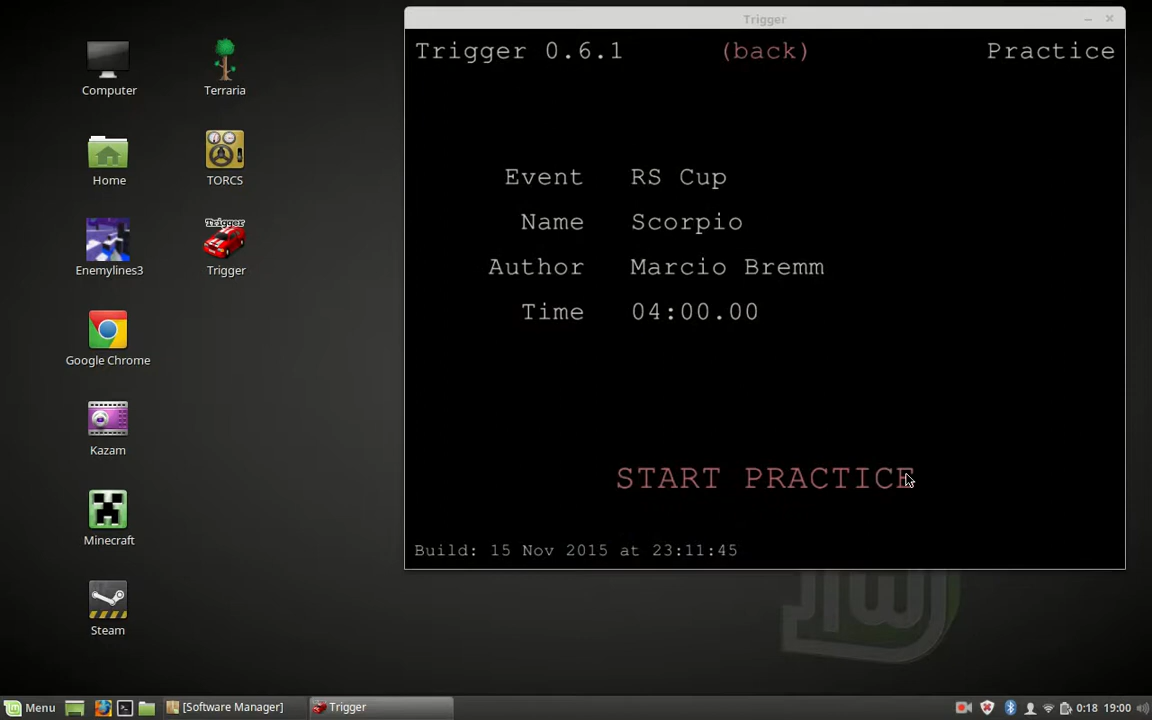 Trigger
Trigger 0.6.1 (back) Practice
Event RS Cup
Name Scorpio
Author Marcio Bremm
Time 04:00.00
START PRACTICE
Build: 15 Nov 2015 at 23:11:45
Computer
Terraria
Home
TORCS
Enemylines3
Trigger
Trigger
Google Chrome
Kazam
Minecraft
Steam
Menu
[Software Manager]
Trigger
0:18 19:00